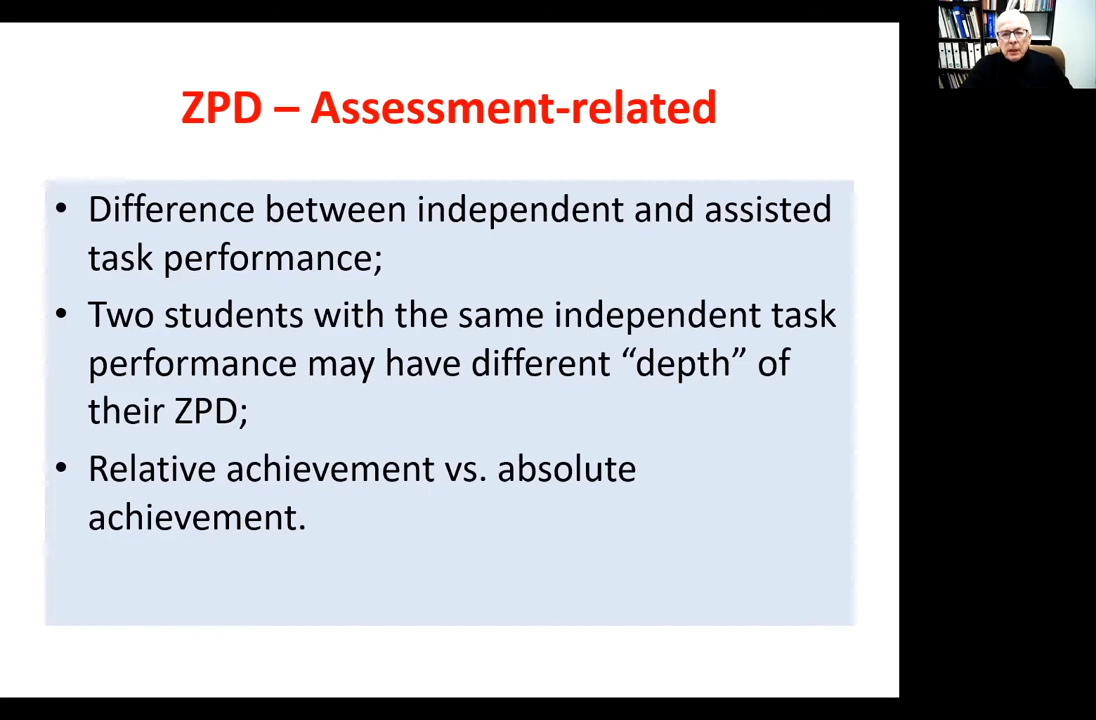 ZPD – Assessment-related
• Difference between independent and assisted
task performance;
• Two students with the same independent task
performance may have different “depth” of
their ZPD;
• Relative achievement vs. absolute
achievement.